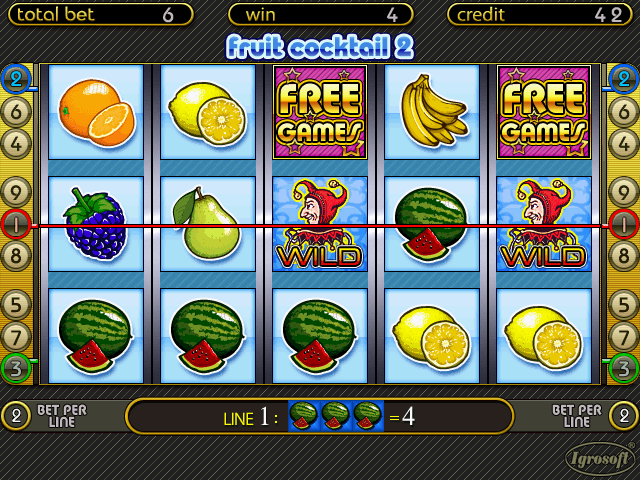 total bet 6 win 4 credit 42
fruit cocktail 2
2 FREE GAMES FREE GAMES 2
6 6
4 4
9 9
1 WILD WILD 1
8 8
5 5
7 7
3 3
2 BET PER LINE LINE 1: =4 BET PER LINE 2
Igrosoft®